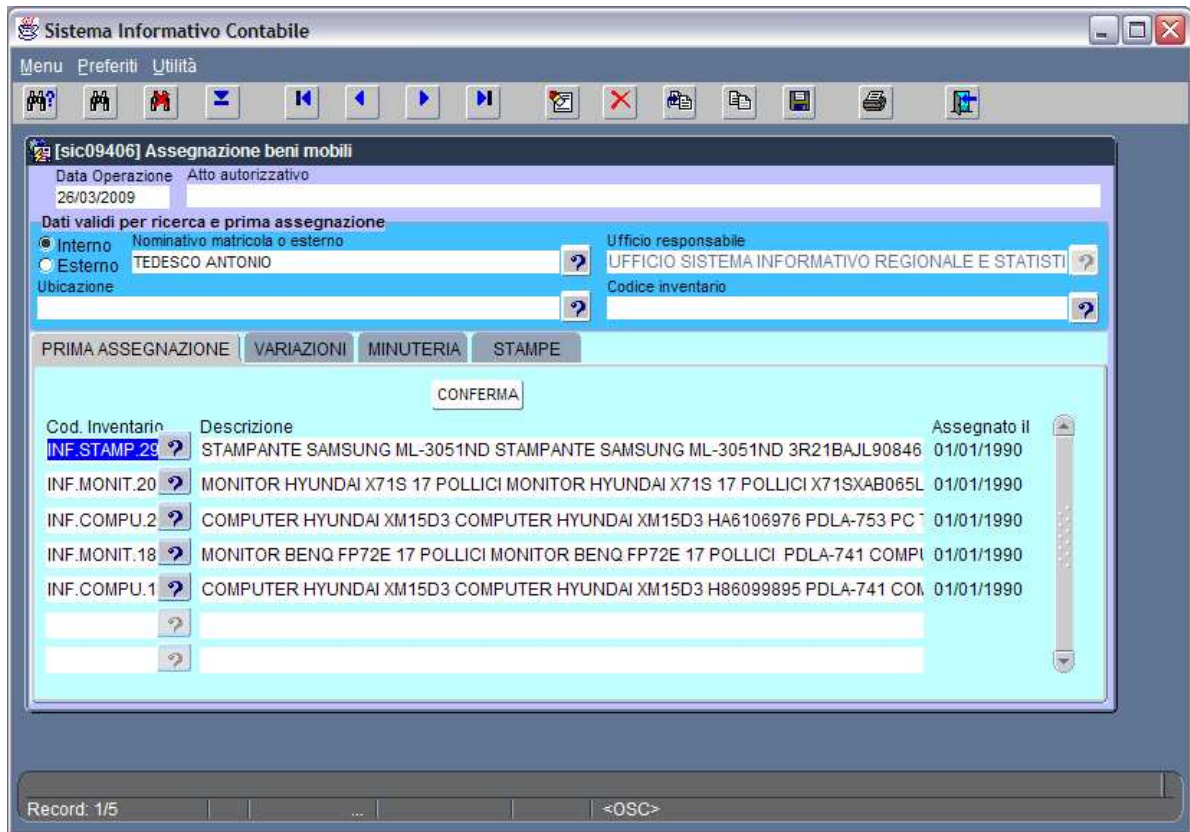 Sistema Informativo Contabile
Menu Preferiti Utilità
[sic09406] Assegnazione beni mobili
Data Operazione Atto autorizzativo
26/03/2009
Dati validi per ricerca e prima assegnazione
Interno Nominativo matricola o esterno Ufficio responsabile
Esterno TEDESCO ANTONIO ? UFFICIO SISTEMA INFORMATIVO REGIONALE E STATISTI ?
Ubicazione Codice inventario
? ?
PRIMA ASSEGNAZIONE VARIAZIONI MINUTERIA STAMPE
CONFERMA
Cod. Inventario Descrizione Assegnato il
INF.STAMP.29 ? STAMPANTE SAMSUNG ML-3051ND STAMPANTE SAMSUNG ML-3051ND 3R21BAJL90846 01/01/1990
INF.MONIT.20 ? MONITOR HYUNDAI X71S 17 POLLICI MONITOR HYUNDAI X71S 17 POLLICI X71SXAB065L 01/01/1990
INF.COMPU.2 ? COMPUTER HYUNDAI XM15D3 COMPUTER HYUNDAI XM15D3 HA6106976 PDLA-753 PC 01/01/1990
INF.MONIT.18 ? MONITOR BENQ FP72E 17 POLLICI MONITOR BENQ FP72E 17 POLLICI PDLA-741 COMPU 01/01/1990
INF.COMPU.1 ? COMPUTER HYUNDAI XM15D3 COMPUTER HYUNDAI XM15D3 H86099895 PDLA-741 COM 01/01/1990
?
?
Record: 1/5 ... <OSC>